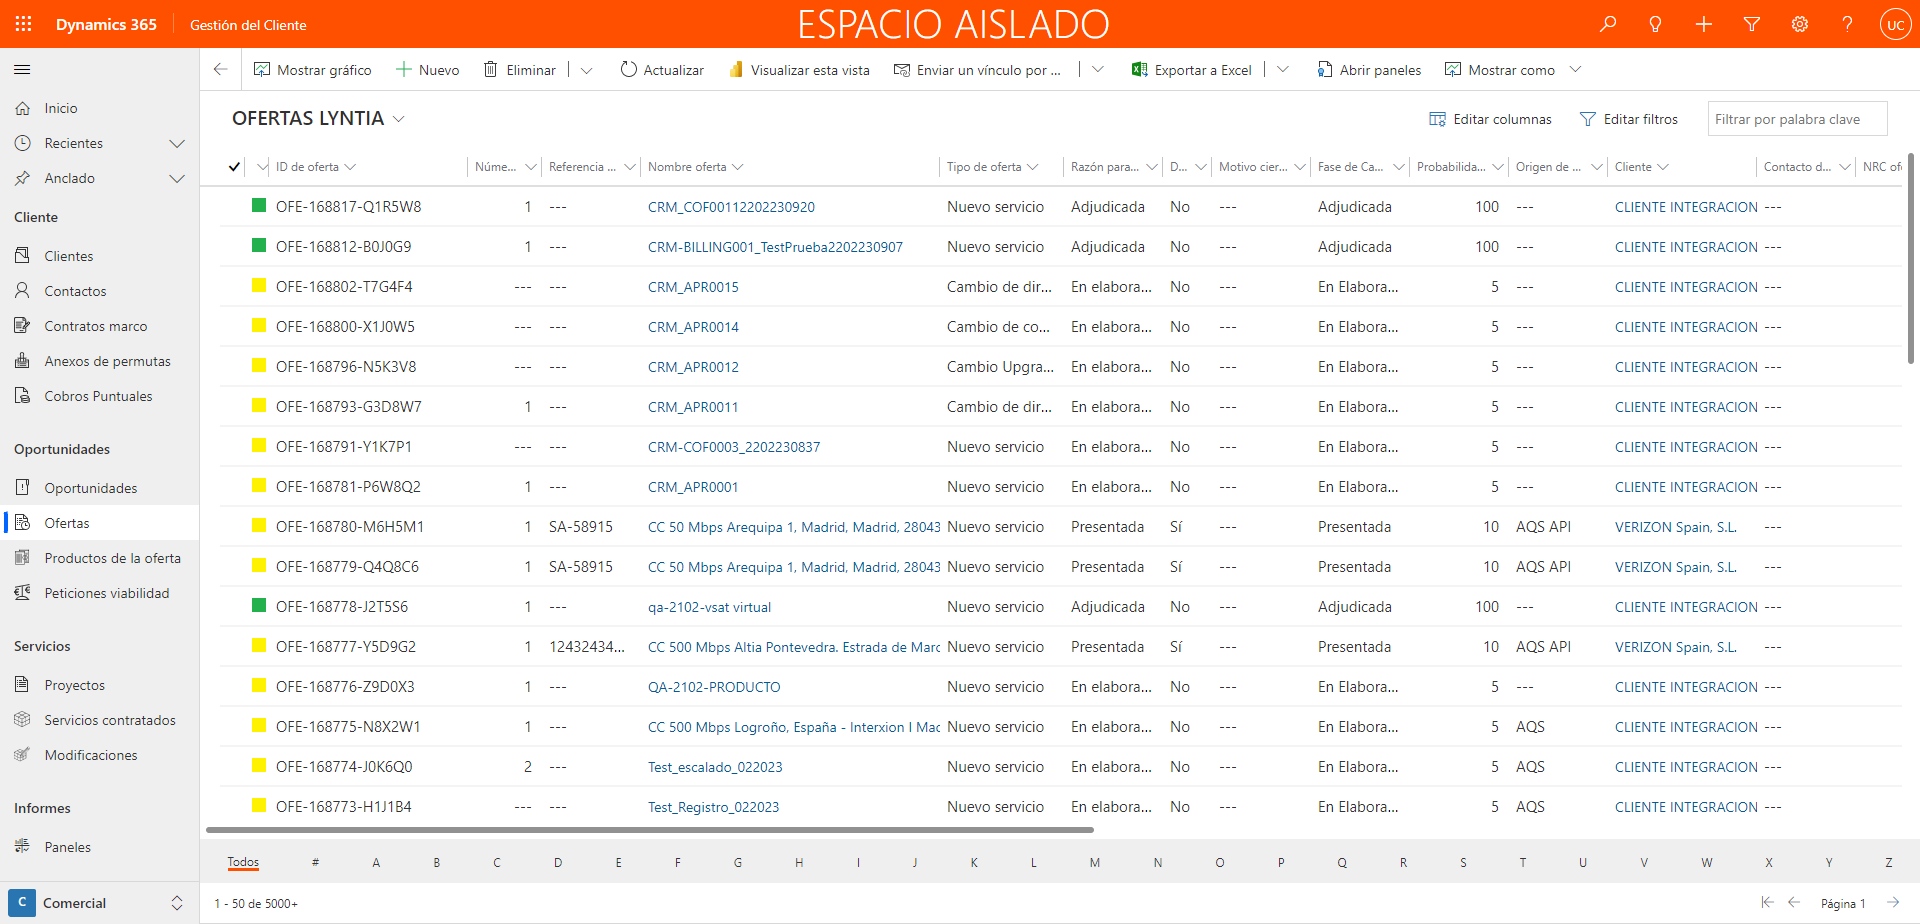 Dynamics 365 Gestión del Cliente ESPACIO AISLADO ? UC
Mostrar gráfico Nuevo Eliminar Actualizar Visualizar esta vista Enviar un vínculo por ... Exportar a Excel Abrir paneles Mostrar como
Inicio
Recientes
Anclado
Cliente
Clientes
Contactos
Contratos marco
Anexos de permutas
Cobros Puntuales
Oportunidades
Oportunidades
Ofertas
Productos de la oferta
Peticiones viabilidad
Servicios
Proyectos
Servicios contratados
Modificaciones
Informes
Paneles
C Comercial
OFERTAS LYNTIA Editar columnas Editar filtros Filtrar por palabra clave
ID de oferta Núme... Referencia ... Nombre oferta Tipo de oferta Razón para... D... Motivo cier... Fase de Ca... Probabilida... Origen de ... Cliente Contacto d... NRC ofe
OFE-168817-Q1R5W8 1 --- CRM_COF00112202230920 Nuevo servicio Adjudicada No --- Adjudicada 100 --- CLIENTE INTEGRACION ---
OFE-168812-B0J0G9 1 --- CRM-BILLING001_TestPrueba2202230907 Nuevo servicio Adjudicada No --- Adjudicada 100 --- CLIENTE INTEGRACION ---
OFE-168802-T7G4F4 --- --- CRM_APR0015 Cambio de dir... En elabora... No --- En Elabora... 5 --- CLIENTE INTEGRACION ---
OFE-168800-X1J0W5 --- --- CRM_APR0014 Cambio de co... En elabora... No --- En Elabora... 5 --- CLIENTE INTEGRACION ---
OFE-168796-N5K3V8 --- --- CRM_APR0012 Cambio Upgra... En elabora... No --- En Elabora... 5 --- CLIENTE INTEGRACION ---
OFE-168793-G3D8W7 1 --- CRM_APR0011 Cambio de dir... En elabora... No --- En Elabora... 5 --- CLIENTE INTEGRACION ---
OFE-168791-Y1K7P1 --- --- CRM-COF0003_2202230837 Nuevo servicio En elabora... No --- En Elabora... 5 --- CLIENTE INTEGRACION ---
OFE-168781-P6W8Q2 1 --- CRM_APR0001 Nuevo servicio En elabora... No --- En Elabora... 5 --- CLIENTE INTEGRACION ---
OFE-168780-M6H5M1 1 SA-58915 CC 50 Mbps Arequipa 1, Madrid, Madrid, 28043 Nuevo servicio Presentada Sí --- Presentada 10 AQS API VERIZON Spain, S.L. ---
OFE-168779-Q4Q8C6 1 SA-58915 CC 50 Mbps Arequipa 1, Madrid, Madrid, 28043 Nuevo servicio Presentada Sí --- Presentada 10 AQS API VERIZON Spain, S.L. ---
OFE-168778-J2T5S6 1 --- qa-2102-vsat virtual Nuevo servicio Adjudicada No --- Adjudicada 100 --- CLIENTE INTEGRACION ---
OFE-168777-Y5D9G2 1 12432434... CC 500 Mbps Altia Pontevedra. Estrada de Marc Nuevo servicio Presentada Sí --- Presentada 10 AQS API VERIZON Spain, S.L. ---
OFE-168776-Z9D0X3 1 --- QA-2102-PRODUCTO Nuevo servicio En elabora... No --- En Elabora... 5 --- CLIENTE INTEGRACION ---
OFE-168775-N8X2W1 1 --- CC 500 Mbps Logroño, España - Interxion I Mac Nuevo servicio En elabora... No --- En Elabora... 5 AQS CLIENTE INTEGRACION ---
OFE-168774-J0K6Q0 2 --- Test_escalado_022023 Nuevo servicio En elabora... No --- En Elabora... 5 AQS CLIENTE INTEGRACION ---
OFE-168773-H1J1B4 --- --- Test_Registro_022023 Nuevo servicio En elabora... No --- En Elabora... 5 AQS CLIENTE INTEGRACION ---
Todos # A B C D E F G H I J K L M N O P Q R S T U V W X Y Z
1 - 50 de 5000+ Página 1